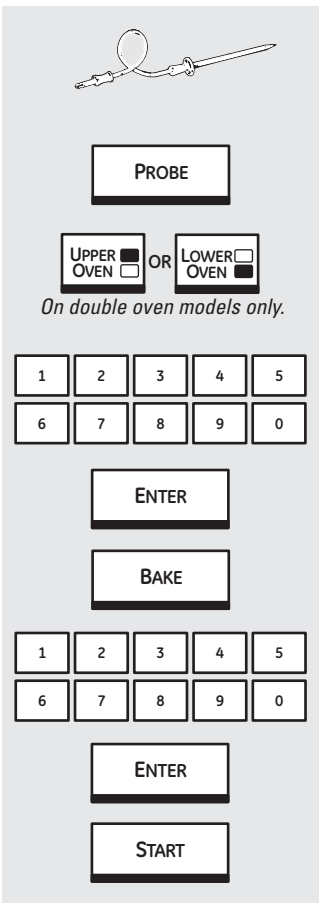 PROBE
UPPER OVEN OR LOWER OVEN
On double oven models only.
1 2 3 4 5
6 7 8 9 0
ENTER
BAKE
1 2 3 4 5
6 7 8 9 0
ENTER
START